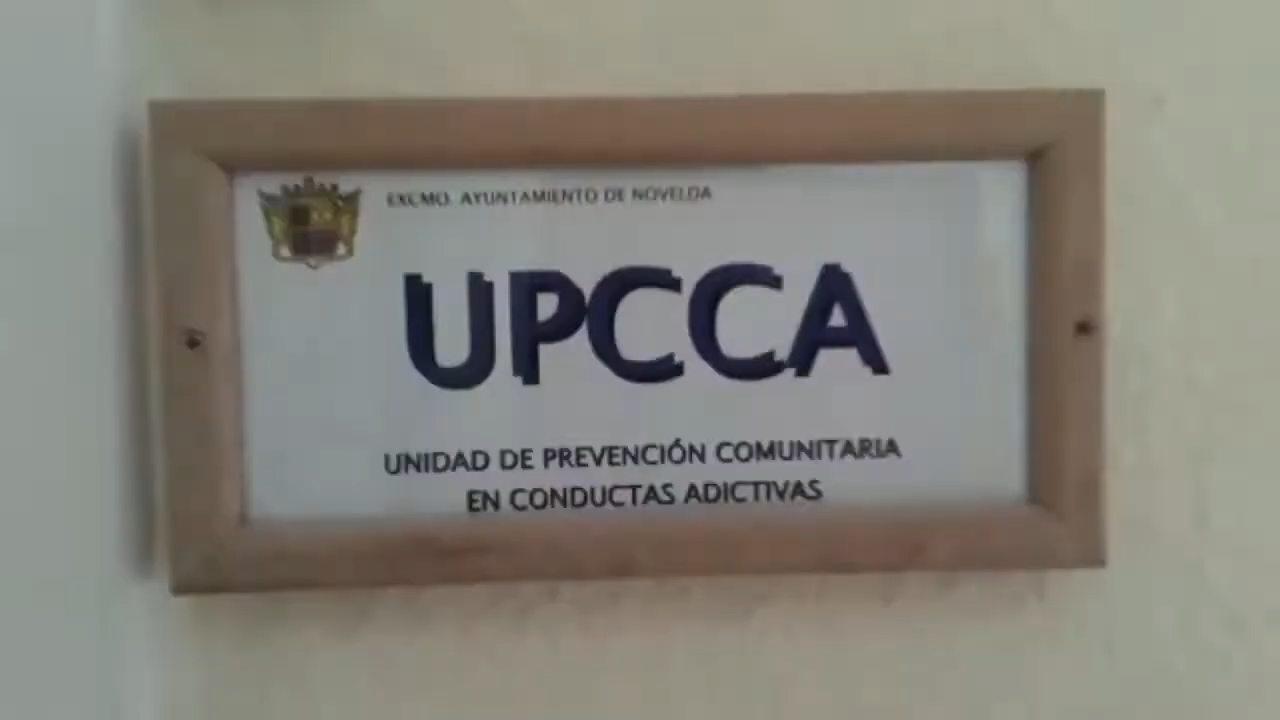 EXCMO. AYUNTAMIENTO DE NOVELDA
UPCCA
UNIDAD DE PREVENCIÓN COMUNITARIA
EN CONDUCTAS ADICTIVAS